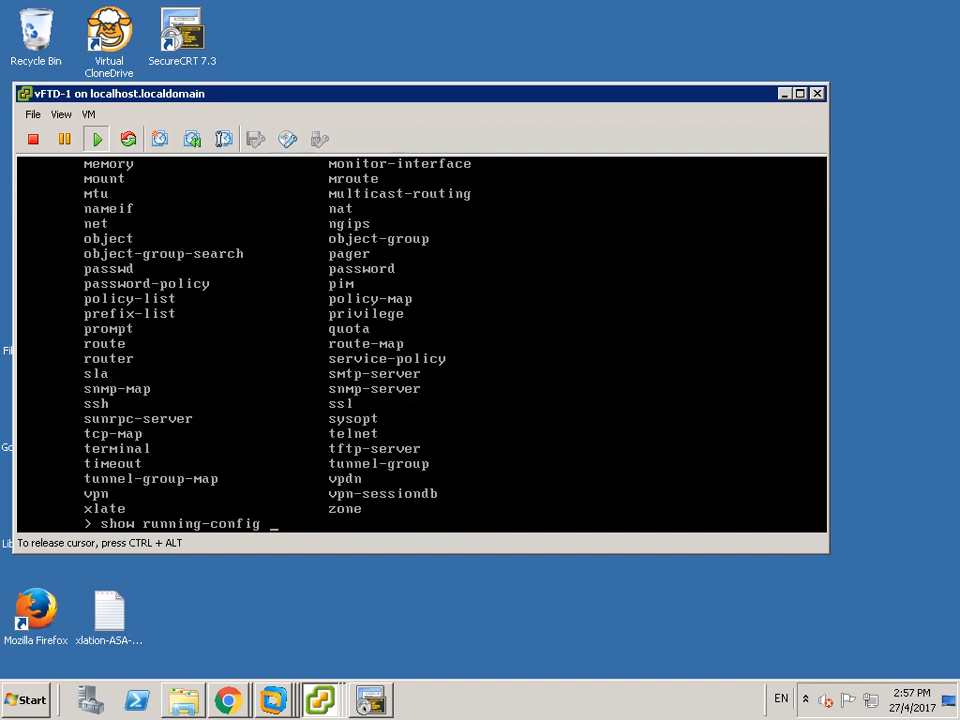 Recycle Bin
Virtual CloneDrive
SecureCRT 7.3
vFTD-1 on localhost.localdomain
File View VM
memory monitor-interface
mount mroute
mtu multicast-routing
nameif nat
net ngips
object object-group
object-group-search pager
passwd password
password-policy pim
policy-list policy-map
prefix-list privilege
prompt quota
route route-map
router service-policy
sla smtp-server
snmp-map snmp-server
ssh ssl
sunrpc-server sysopt
tcp-map telnet
terminal tftp-server
timeout tunnel-group
tunnel-group-map vpdn
vpn vpn-sessiondb
xlate zone
> show running-config _
To release cursor, press CTRL + ALT
Mozilla Firefox
xlation-ASA-...
Start
EN
2:57 PM
27/4/2017